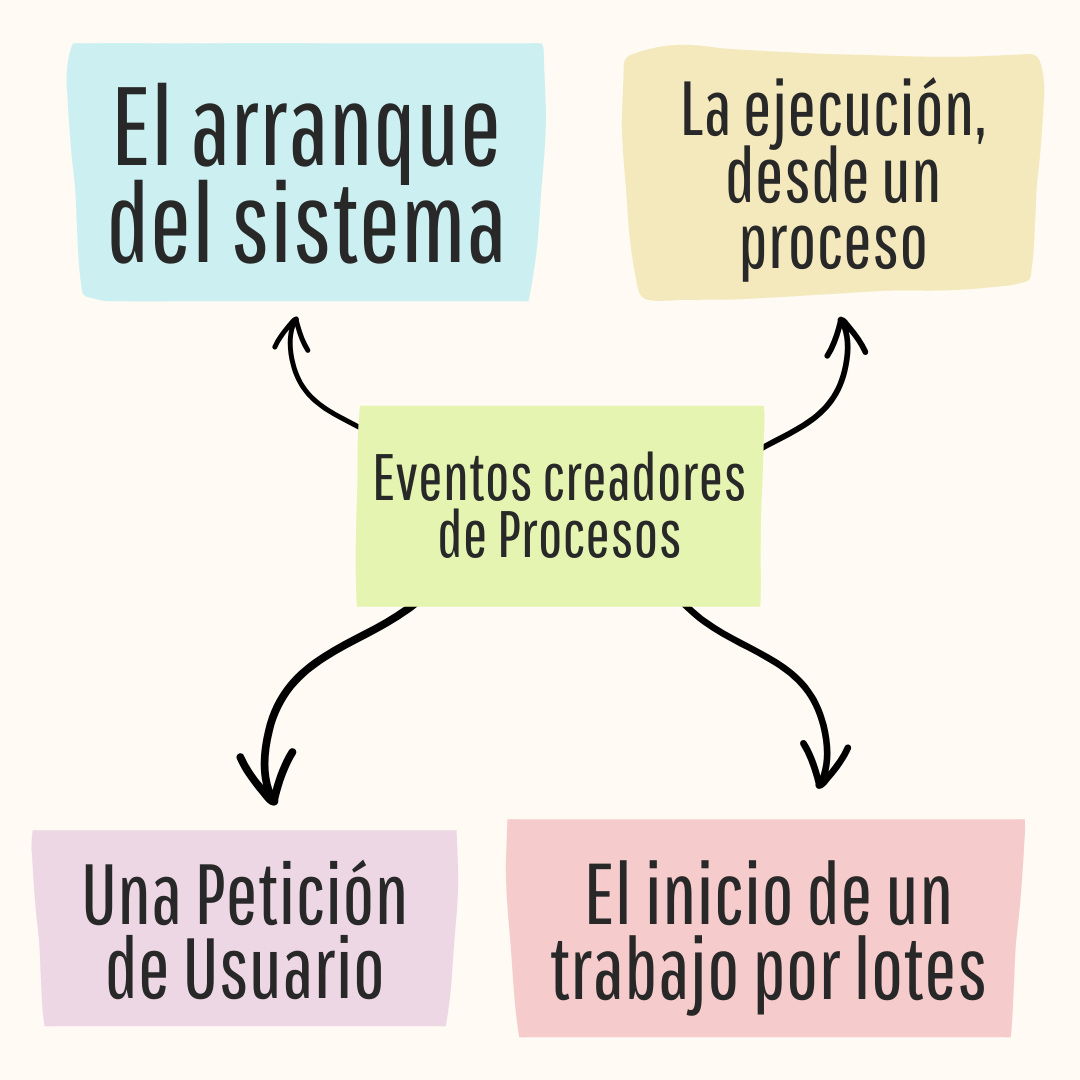 El arranque
del sistema
La ejecución,
desde un
proceso
Eventos creadores
de Procesos
Una Petición
de Usuario
El inicio de un
trabajo por lotes